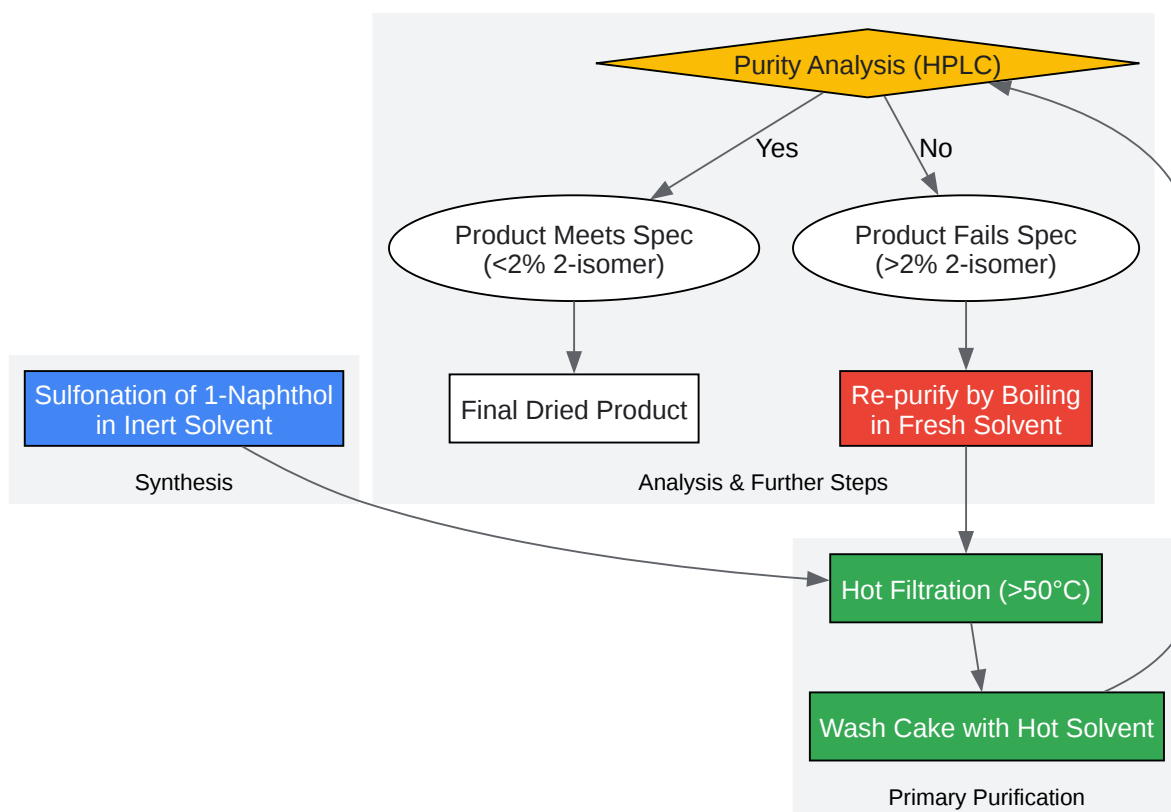 Purity Analysis (HPLC)
Yes
No
Product Meets Spec
(<2% 2-isomer)
Product Fails Spec
(>2% 2-isomer)
Sulfonation of 1-Naphthol
in Inert Solvent
Final Dried Product
Re-purify by Boiling
in Fresh Solvent
Synthesis
Analysis & Further Steps
Hot Filtration (>50°C)
Wash Cake with Hot Solvent
Primary Purification